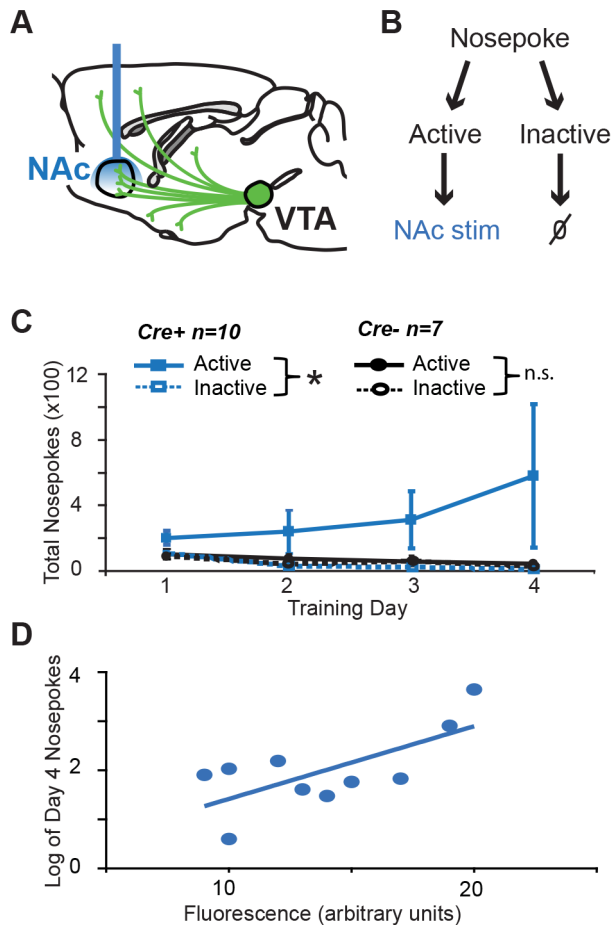 A
NAc
VTA
B
Nosepoke
Active Inactive
NAc stim ∅
C
Cre+ n=10 Cre- n=7
Active Active
Inactive Inactive
* n.s.
Total Nosepokes (x100)
12
8
4
0
1 2 3 4
Training Day
D
Log of Day 4 Nosepokes
4
2
0
10 20
Fluorescence (arbitrary units)